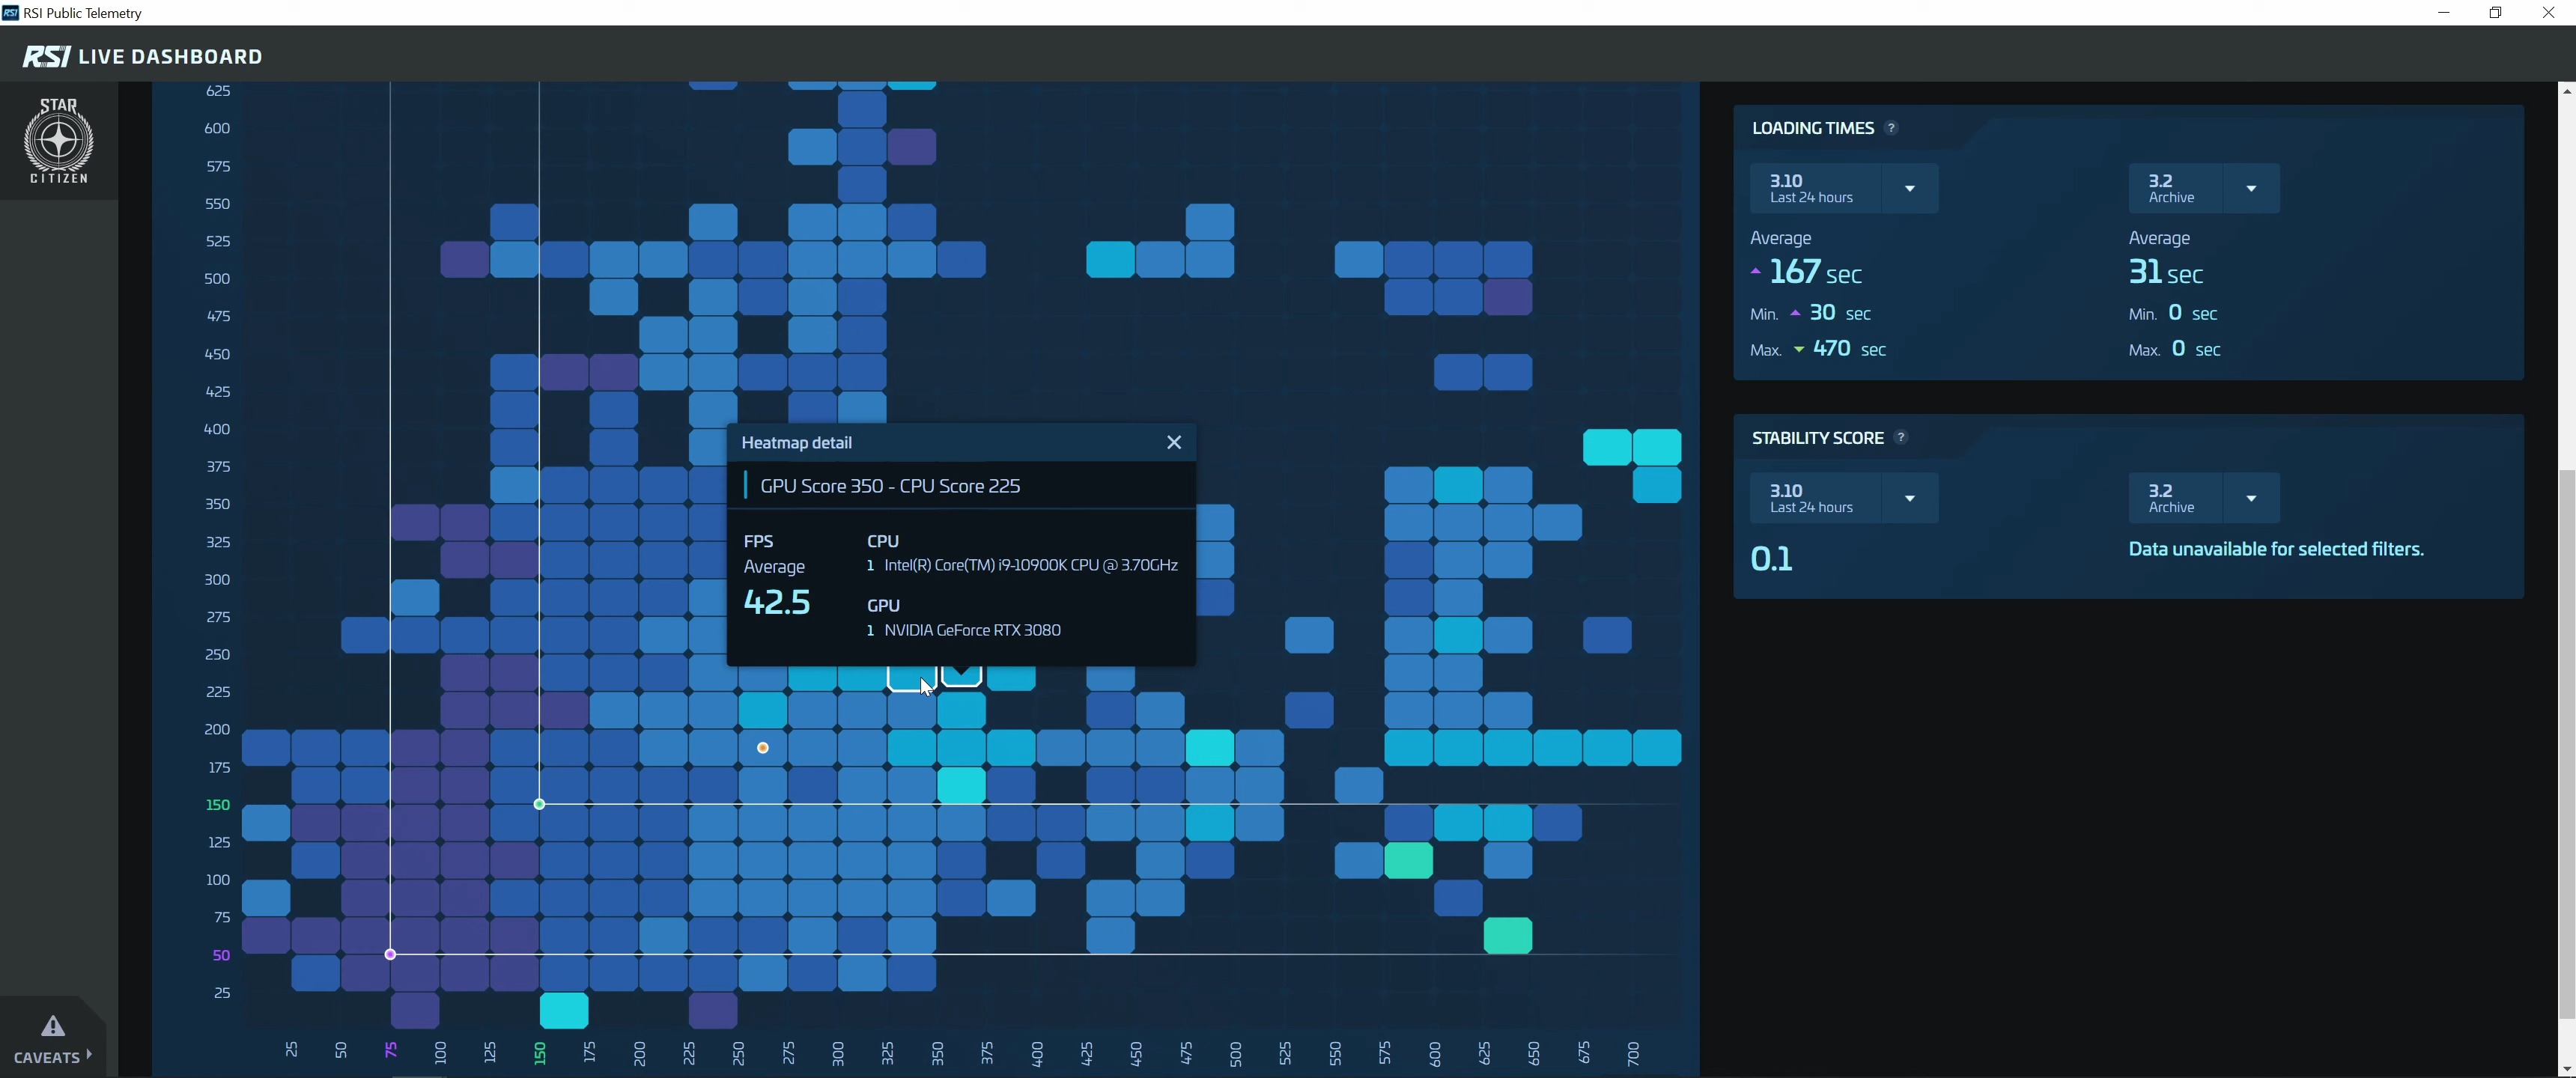 RSI RSI Public Telemetry
RSI LIVE DASHBOARD
STAR
CITIZEN
625
600
575
550
525
500
475
450
425
400
375
350
325
300
275
250
225
200
175
150
125
100
75
50
25
25 50 75 100 125 150 175 200 225 250 275 300 325 350 375 400 425 450 475 500 525 550 575 600 625 650 675 700
Heatmap detail
GPU Score 350 - CPU Score 225
FPS
Average
42.5
CPU
1 Intel(R) Core(TM) i9-10900K CPU @ 3.70GHz
GPU
1 NVIDIA GeForce RTX 3080
LOADING TIMES ?
3.10
Last 24 hours
Average
167 sec
Min. 30 sec
Max. 470 sec
3.2
Archive
Average
31 sec
Min. 0 sec
Max. 0 sec
STABILITY SCORE ?
3.10
Last 24 hours
0.1
3.2
Archive
Data unavailable for selected filters.
CAVEATS